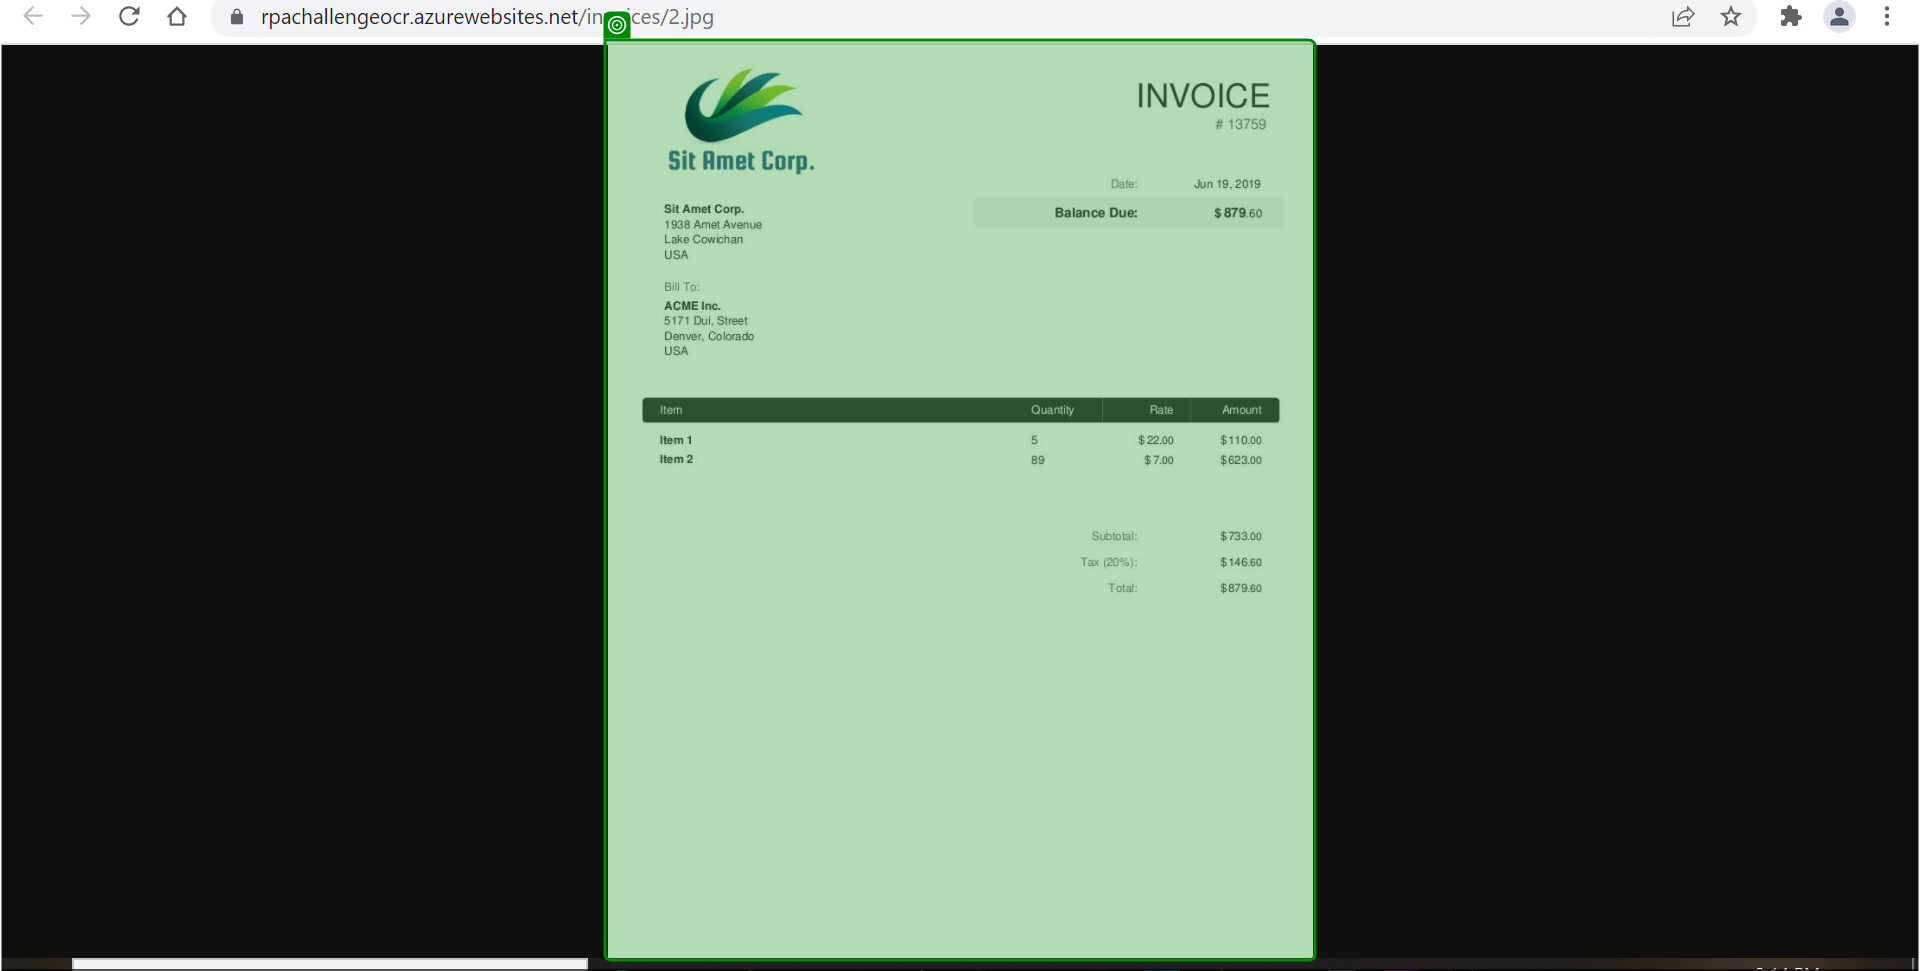 rpachallengeocr.azurewebsites.net/invoices/2.jpg
Sit Amet Corp.
INVOICE
# 13759
Date: Jun 19, 2019
Balance Due: $ 879.60
Sit Amet Corp.
1938 Amet Avenue
Lake Cowichan
USA
Bill To:
ACME Inc.
5171 Dui, Street
Denver, Colorado
USA
Item Quantity Rate Amount
Item 1 5 $ 22.00 $ 110.00
Item 2 89 $ 7.00 $ 623.00
Subtotal: $ 733.00
Tax (20%): $ 146.60
Total: $ 879.60